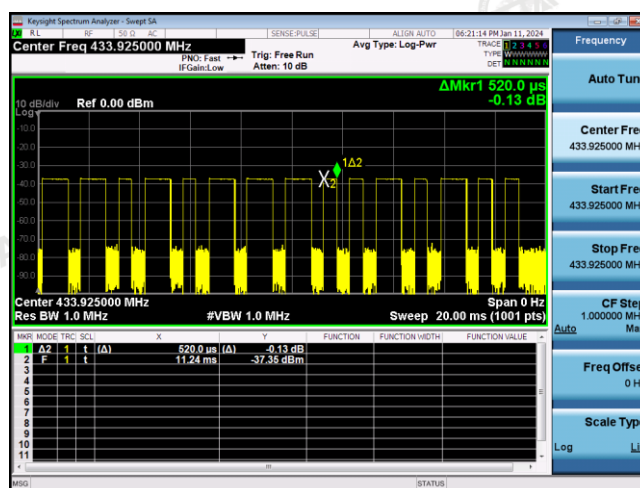 Keysight Spectrum Analyzer - Swept SA
RL RF 50 Ω AC SENSE:PULSE ALIGN AUTO 06:21:14 PM Jan 11, 2024
Center Freq 433.925000 MHz
PNO: Fast
IFGain:Low
Trig: Free Run
Atten: 10 dB
Avg Type: Log-Pwr
TRACE 1 2 3 4 5 6
TYPE WWWWWW
DET N N N N N N
ΔMkr1 520.0 µs
-0.13 dB
10 dB/div Ref 0.00 dBm
Log
-10.0
-20.0
-30.0
-40.0
-50.0
-60.0
-70.0
-80.0
-90.0
1Δ2
2
Center 433.925000 MHz Span 0 Hz
Res BW 1.0 MHz #VBW 1.0 MHz Sweep 20.00 ms (1001 pts)
MKR MODE TRC SCL X Y FUNCTION FUNCTION WIDTH FUNCTION VALUE
1 Δ2 1 t (Δ) 520.0 µs (Δ) -0.13 dB
2 F 1 t 11.24 ms -37.35 dBm
3
4
5
6
7
8
9
10
11
MSG STATUS
Frequency
Auto Tun
Center Fre
433.925000 MH
Start Fre
433.925000 MH
Stop Fre
433.925000 MH
CF Step
1.000000 MH
Auto Ma
Freq Offse
0 H
Scale Typ
Log Li